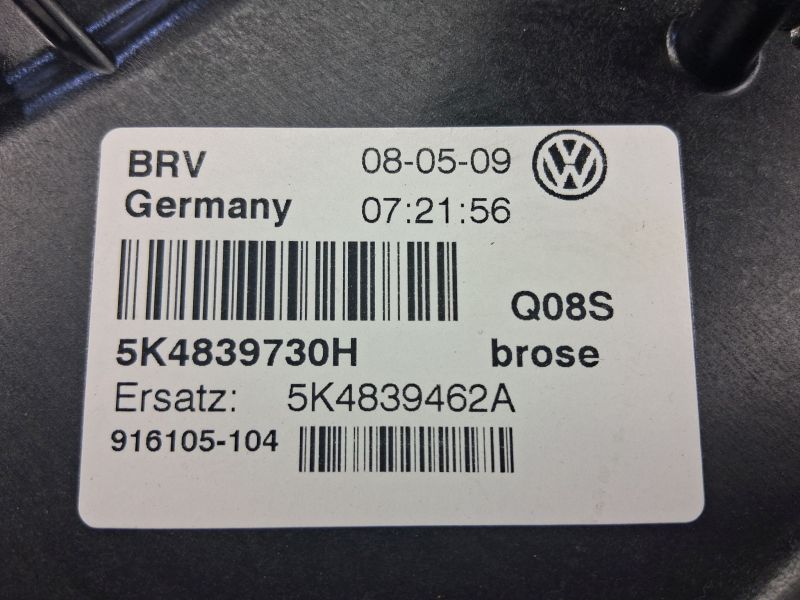 BRV 08-05-09
Germany 07:21:56
Q08S
5K4839730H brose
Ersatz: 5K4839462A
916105-104